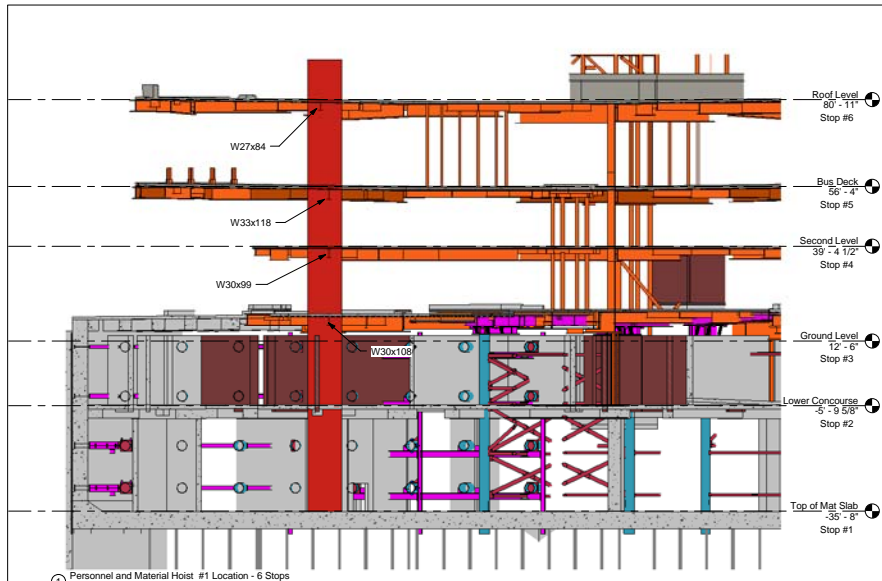 Roof Level
80' - 11"
Stop #6
W27x84
Bus Deck
56' - 4"
Stop #5
W33x118
Second Level
39' - 4 1/2"
Stop #4
W30x99
Ground Level
12' - 6"
Stop #3
W30x108
Lower Concourse
-5' - 9 5/8"
Stop #2
Top of Mat Slab
-35' - 8"
Stop #1
1 Personnel and Material Hoist #1 Location - 6 Stops